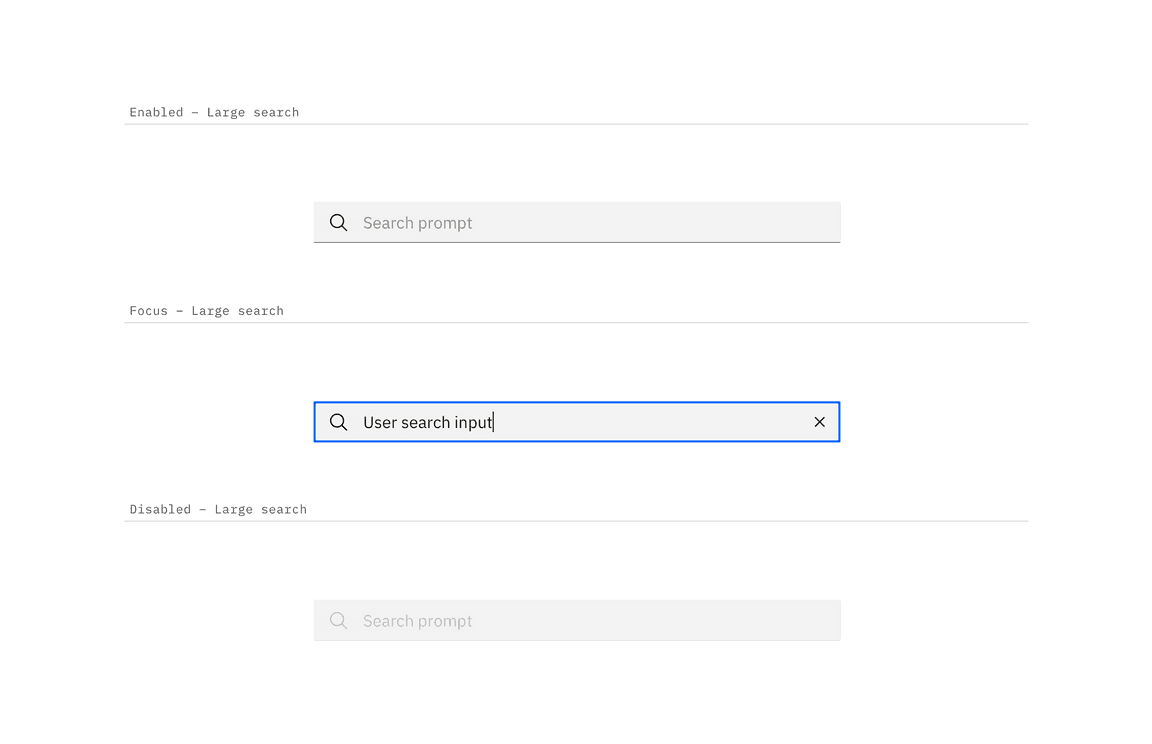 Enabled – Large search
Search prompt
Focus – Large search
User search input
Disabled – Large search
Search prompt